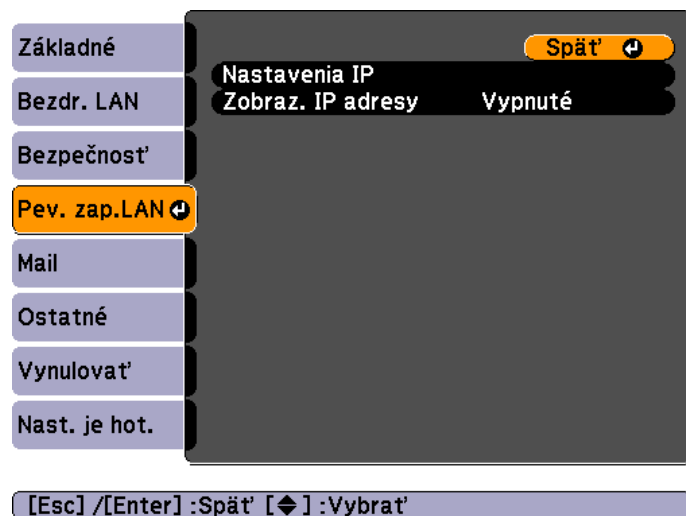 Základné
Bezdr. LAN
Bezpečnosť
Pev. zap.LAN
Mail
Ostatné
Vynulovať
Nast. je hot.
Späť
Nastavenia IP
Zobraz. IP adresy Vypnuté
[Esc] /[Enter] :Späť [◆] :Vybrať